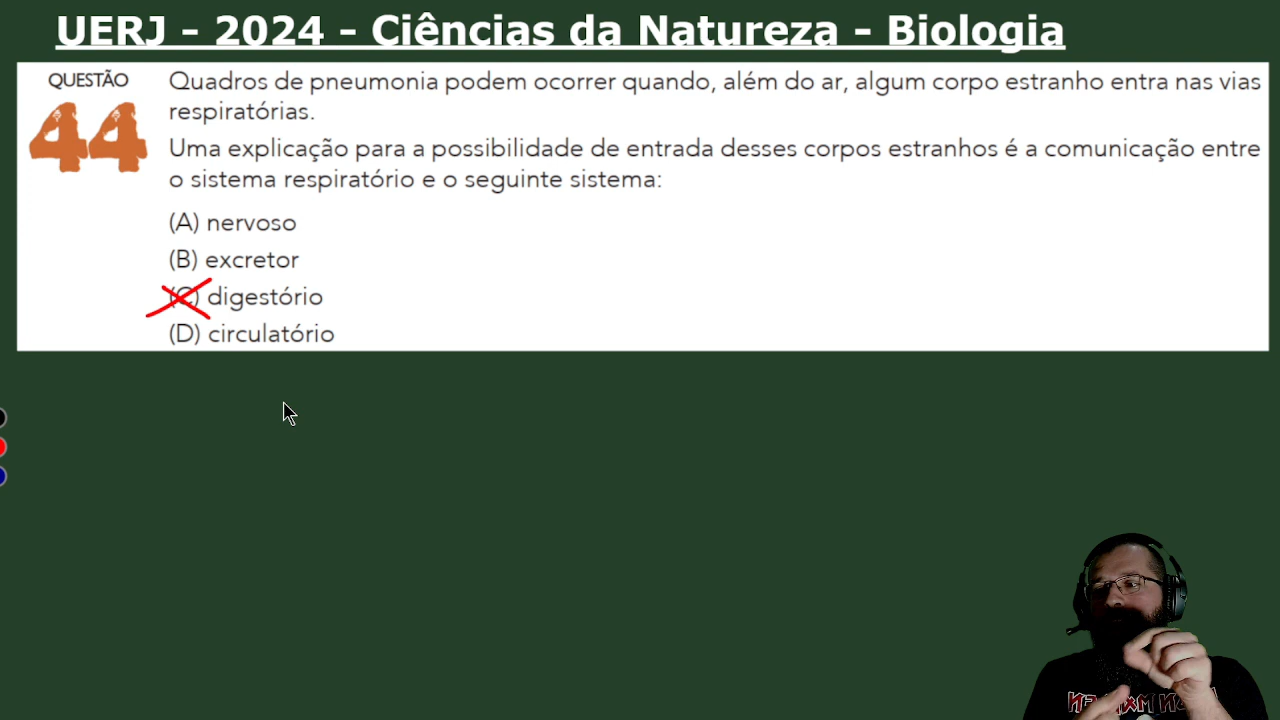 UERJ - 2024 - Ciências da Natureza - Biologia
QUESTÃO
44
Quadros de pneumonia podem ocorrer quando, além do ar, algum corpo estranho entra nas vias
respiratórias.
Uma explicação para a possibilidade de entrada desses corpos estranhos é a comunicação entre
o sistema respiratório e o seguinte sistema:
(A) nervoso
(B) excretor
(C) digestório
(D) circulatório